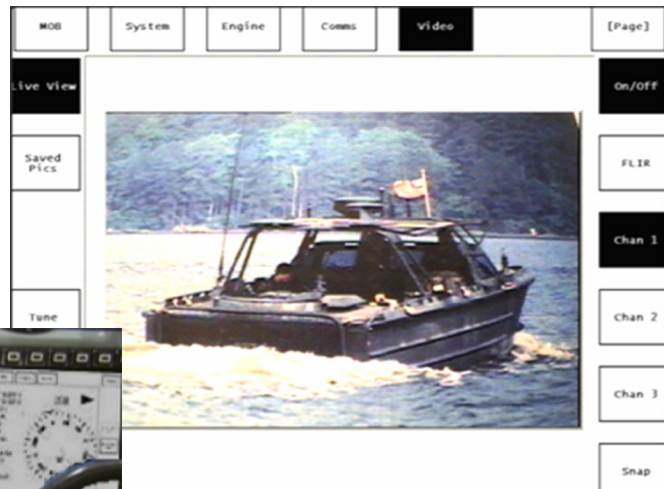 MOB
System
Engine
Comms
Video
[Page]
Live View
On/Off
Saved
Pics
FLIR
Chan 1
Tune
Chan 2
Chan 3
Snap